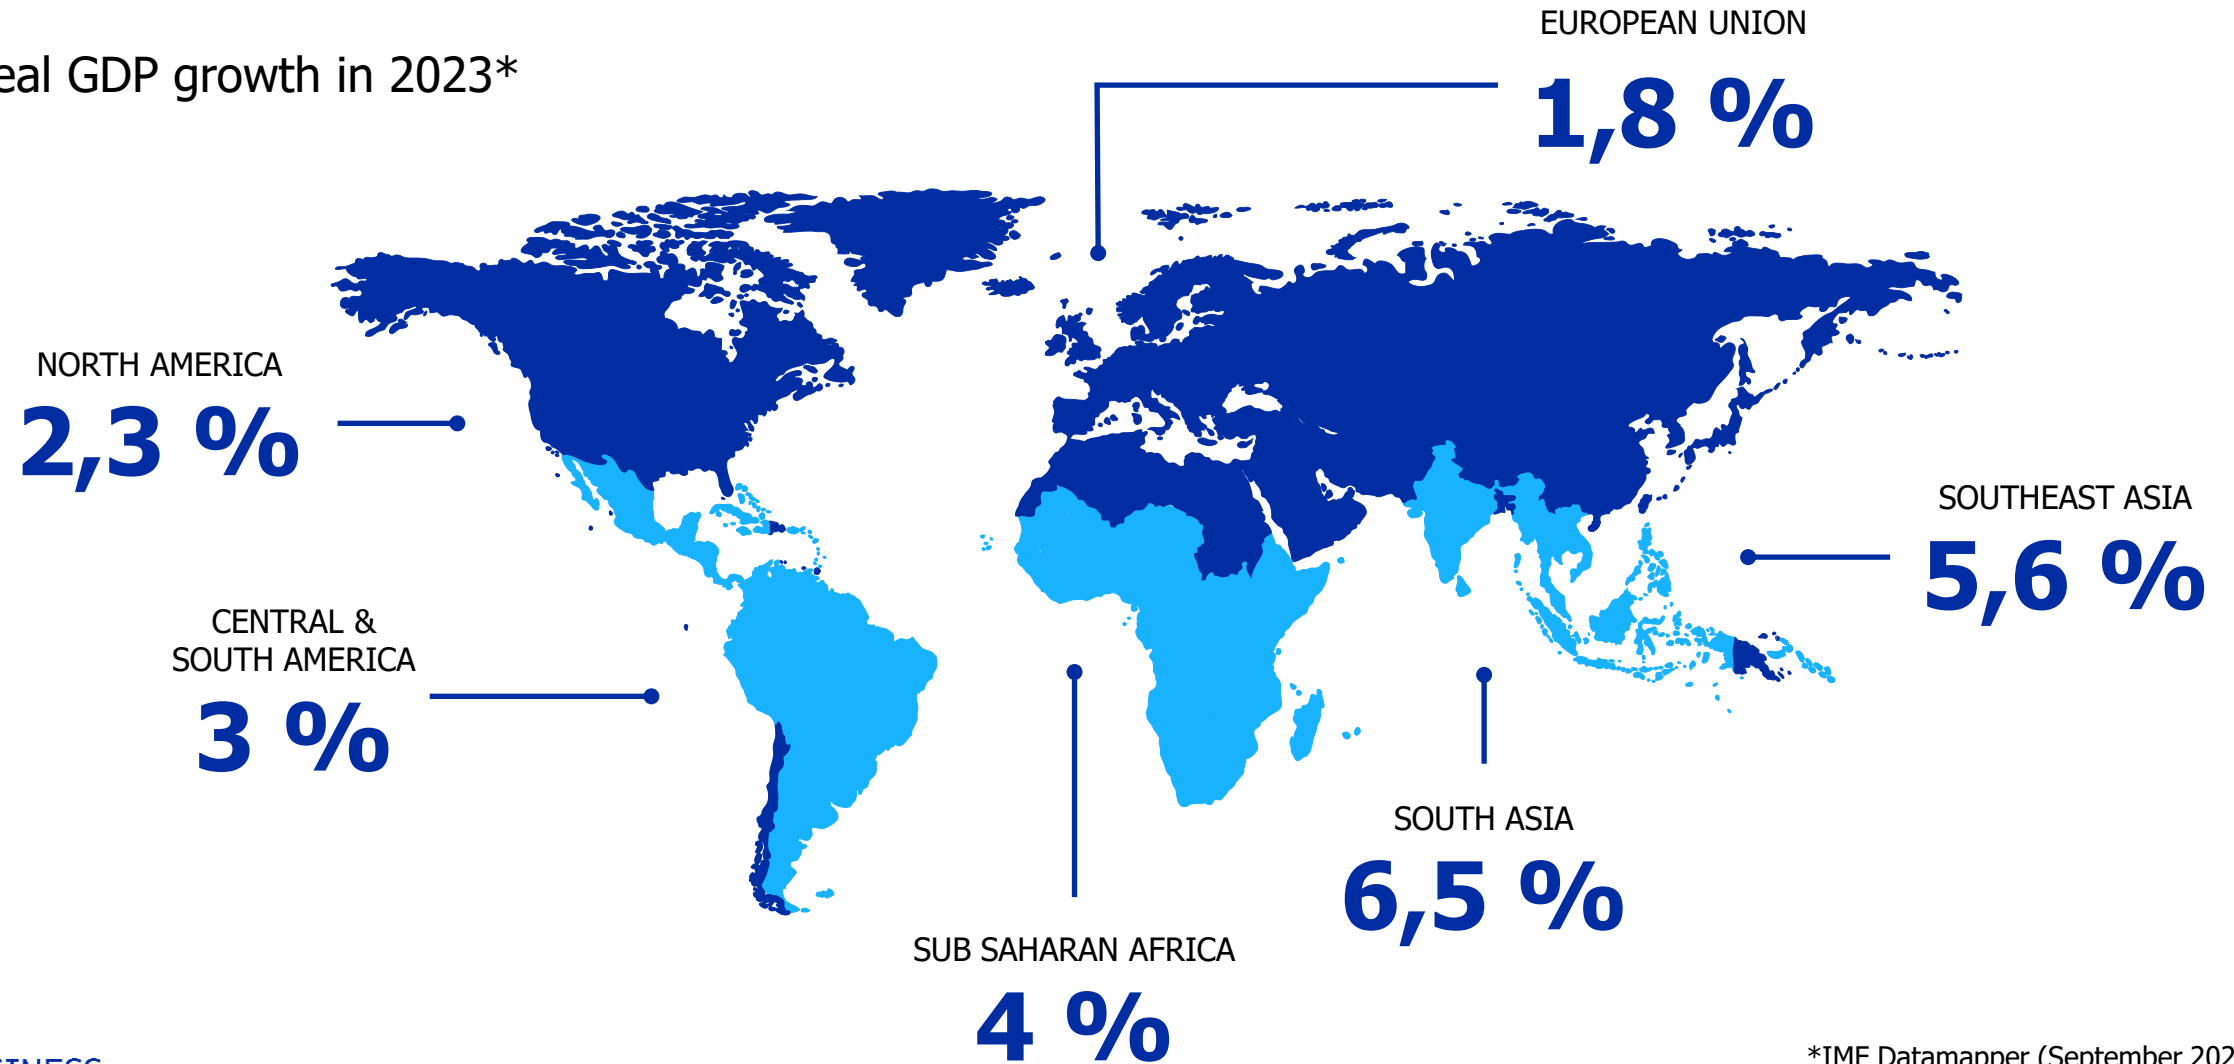 EUROPEAN UNION
eal GDP growth in 2023*
1,8 %
NORTH AMERICA
2,3 %
SOUTHEAST ASIA
5,6 %
CENTRAL &
SOUTH AMERICA
3 %
SOUTH ASIA
6,5 %
SUB SAHARAN AFRICA
4 %
*IMF Datamapper (September 202